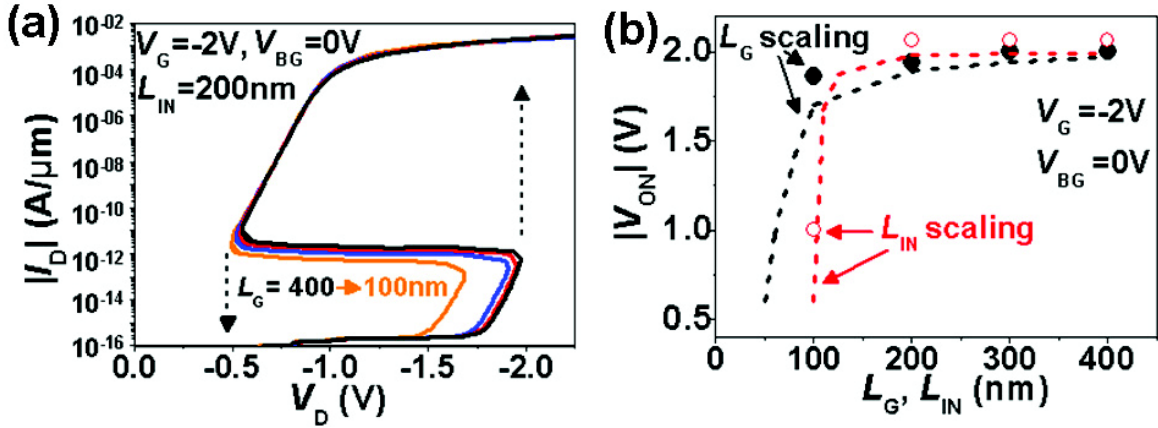 (a)
V_G=-2V, V_BG=0V
L_IN=200nm
10^-02
10^-04
10^-06
10^-08
10^-10
10^-12
10^-14
10^-16
|I_D| (A/μm)
L_G = 400→100nm
0.0 -0.5 -1.0 -1.5 -2.0
V_D (V)
(b)
L_G scaling
V_G=-2V
V_BG=0V
L_IN scaling
2.0
1.5
1.0
0.5
|V_ON| (V)
0 100 200 300 400
L_G, L_IN (nm)